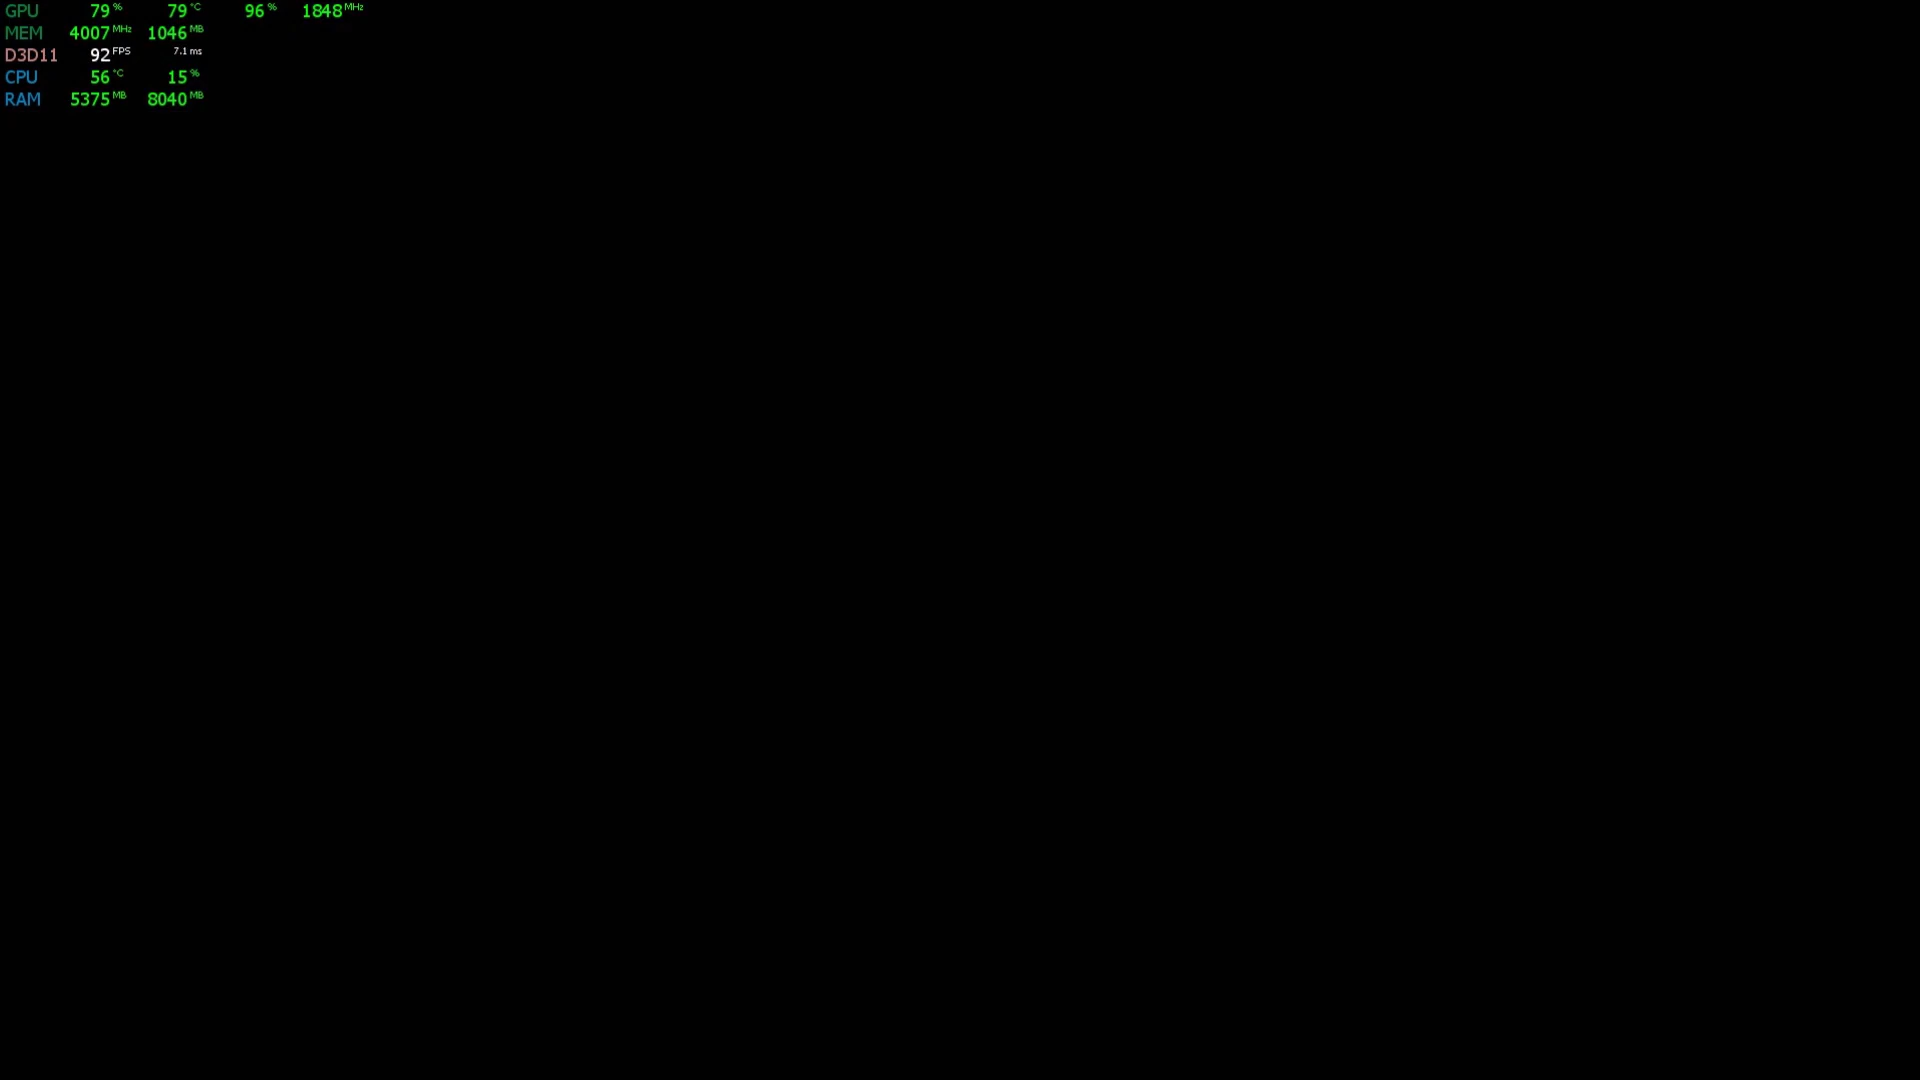 GPU 79 % 79 °C 96 % 1848 MHz
MEM 4007 MHz 1046 MB
D3D11 92 FPS 7.1 ms
CPU 56 °C 15 %
RAM 5375 MB 8040 MB